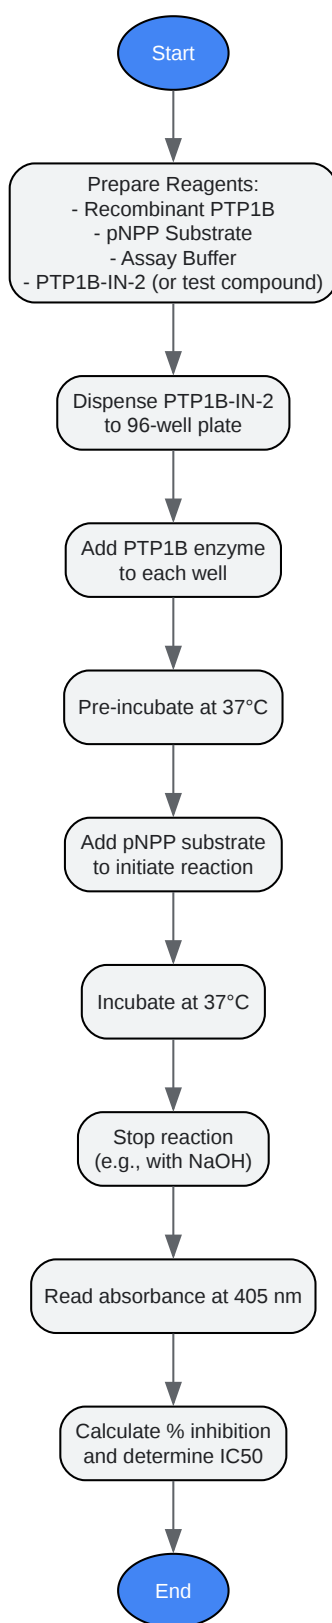 Start
Prepare Reagents:
- Recombinant PTP1B
- pNPP Substrate
- Assay Buffer
- PTP1B-IN-2 (or test compound)
Dispense PTP1B-IN-2
to 96-well plate
Add PTP1B enzyme
to each well
Pre-incubate at 37°C
Add pNPP substrate
to initiate reaction
Incubate at 37°C
Stop reaction
(e.g., with NaOH)
Read absorbance at 405 nm
Calculate % inhibition
and determine IC50
End